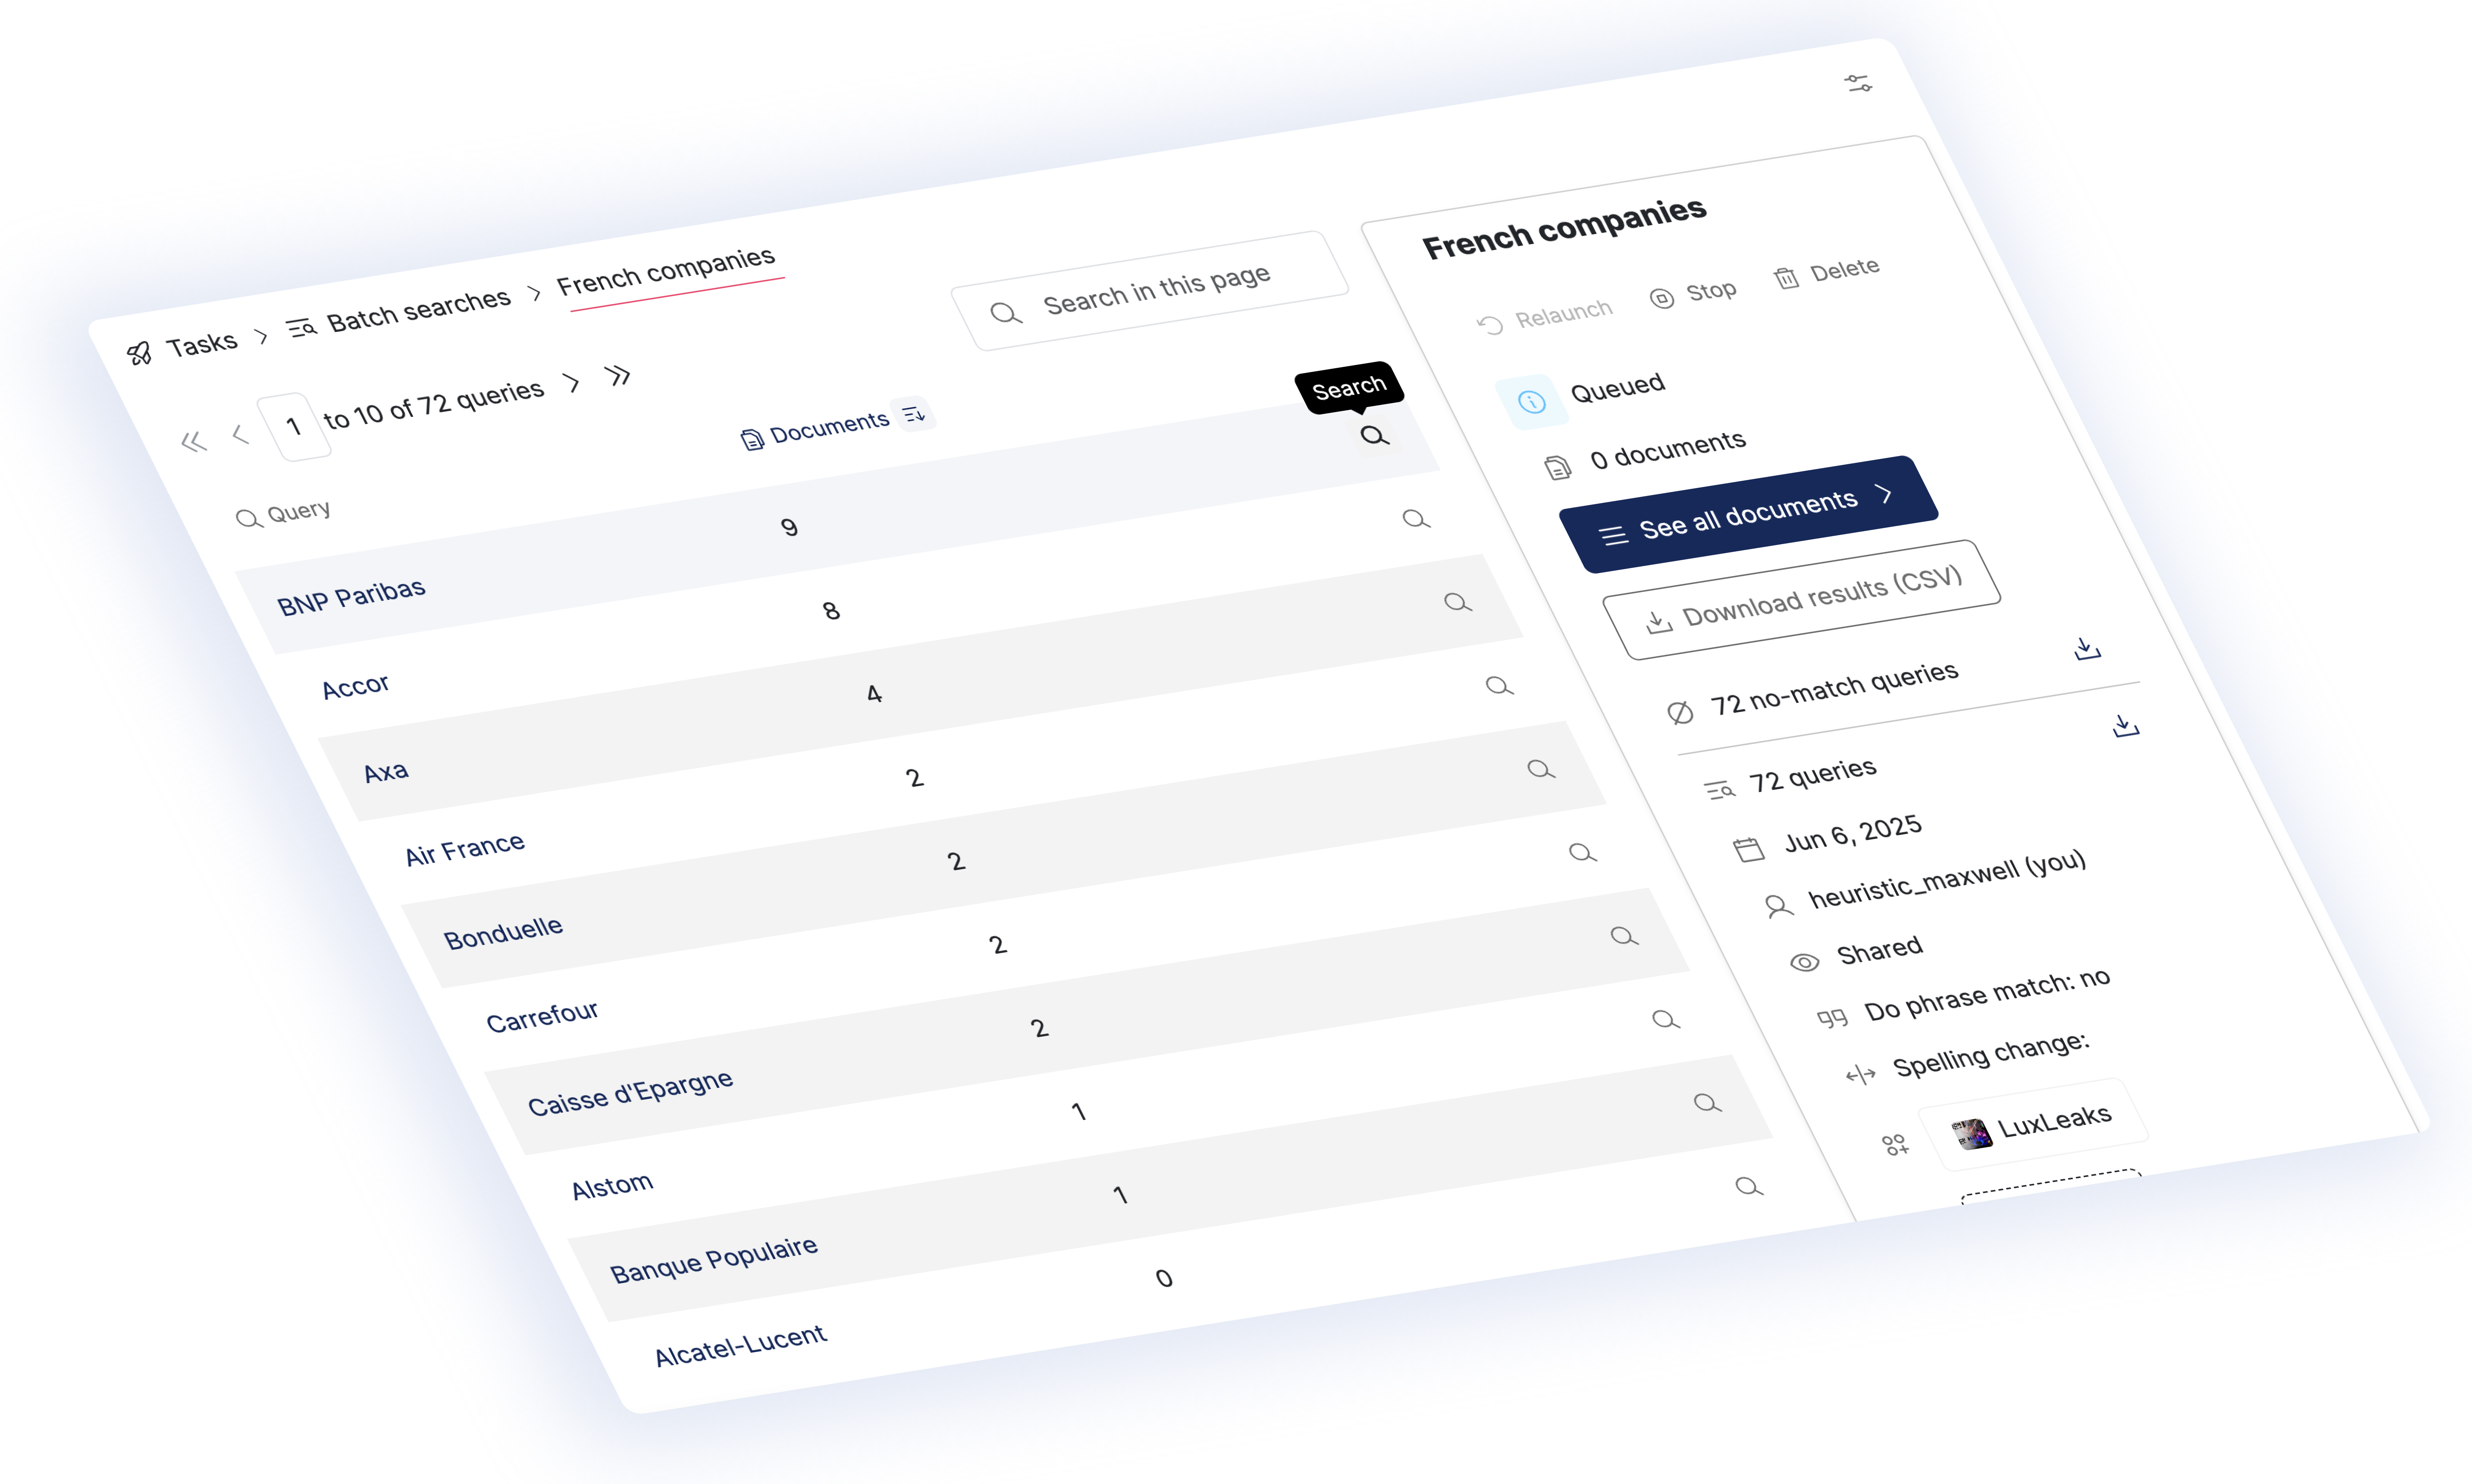 Tasks > Batch searches > French companies
Search in this page
1 to 10 of 72 queries
Query Documents
Search
BNP Paribas 9
Accor 8
Axa 4
Air France 2
Bonduelle 2
Carrefour 2
Caisse d'Epargne 2
Alstom 1
Banque Populaire 1
Alcatel-Lucent 0
French companies
Relaunch Stop Delete
Queued
0 documents
See all documents
Download results (CSV)
72 no-match queries
72 queries
Jun 6, 2025
heuristic_maxwell (you)
Shared
Do phrase match: no
Spelling change:
LuxLeaks